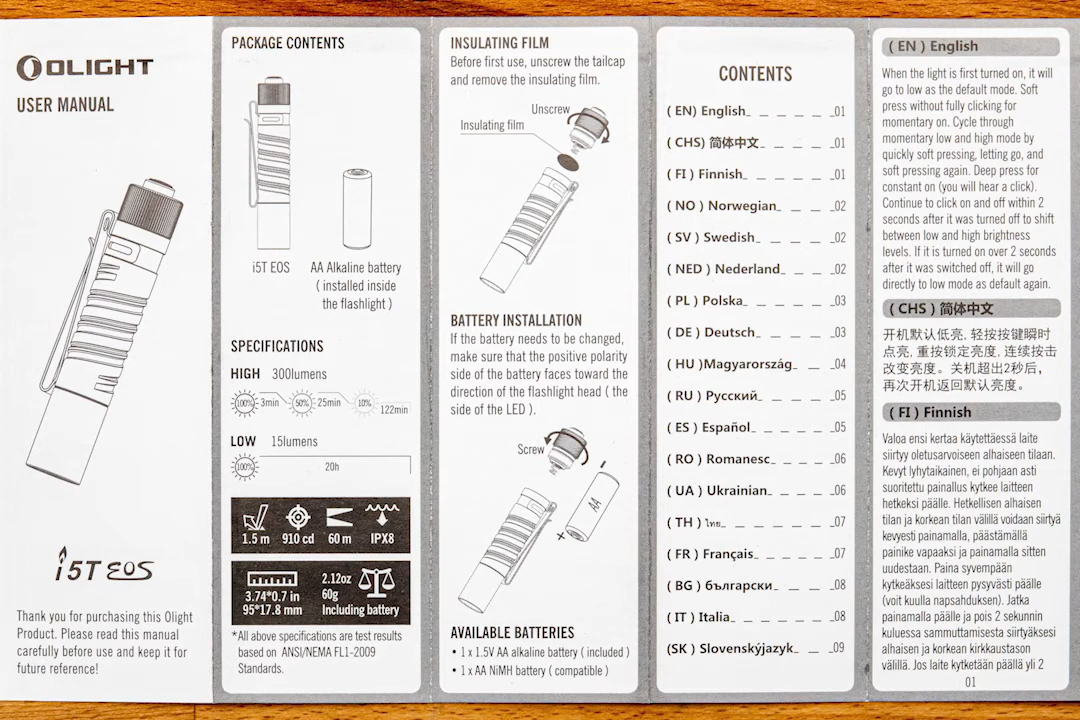 OLIGHT
USER MANUAL
i5T EOS
Thank you for purchasing this Olight
Product. Please read this manual
carefully before use and keep it for
future reference!
PACKAGE CONTENTS
i5T EOS
AA Alkaline battery
( installed inside
the flashlight )
SPECIFICATIONS
HIGH 300lumens
100% 3min 50% 25min 10% 122min
LOW 15lumens
100% 20h
1.5 m 910 cd 60 m IPX8
3.74*0.7 in
95*17.8 mm
2.12oz
60g
Including battery
*All above specifications are test results
based on ANSI/NEMA FL1-2009
Standards.
INSULATING FILM
Before first use, unscrew the tailcap
and remove the insulating film.
Unscrew
Insulating film
BATTERY INSTALLATION
If the battery needs to be changed,
make sure that the positive polarity
side of the battery faces toward the
direction of the flashlight head ( the
side of the LED ).
Screw
AA
+
AVAILABLE BATTERIES
• 1 x 1.5V AA alkaline battery ( included )
• 1 x AA NiMH battery ( compatible )
CONTENTS
( EN) English_ _ _ _ _01
( CHS) 简体中文_ _ _ _ _01
( FI ) Finnish_ _ _ _ _01
( NO ) Norwegian_ _ _ _02
( SV ) Swedish_ _ _ _ _02
( NED ) Nederland_ _ _ _02
( PL ) Polska_ _ _ _ _03
( DE ) Deutsch_ _ _ _ _03
( HU )Magyarország_ _ _04
( RU ) Русский_ _ _ _ _05
( ES ) Español_ _ _ _ _05
( RO ) Romanesc_ _ _ _06
( UA ) Ukrainian_ _ _ _06
( TH ) ไทย_ _ _ _ _ _07
( FR ) Français_ _ _ _ _07
( BG ) български_ _ _ _08
( IT ) Italia_ _ _ _ _ _08
(SK ) Slovenskýjazyk_ _ _09
( EN ) English
When the light is first turned on, it will
go to low as the default mode. Soft
press without fully clicking for
momentary on. Cycle through
momentary low and high mode by
quickly soft pressing, letting go, and
soft pressing again. Deep press for
constant on (you will hear a click).
Continue to click on and off within 2
seconds after it was turned off to shift
between low and high brightness
levels. If it is turned on over 2 seconds
after it was switched off, it will go
directly to low mode as default again.
( CHS ) 简体中文
开机默认低亮, 轻按按键瞬时
点亮, 重按锁定亮度, 连续按击
改变亮度。关机超出2秒后,
再次开机返回默认亮度。
( FI ) Finnish
Valoa ensi kertaa käytettäessä laite
siirtyy oletusarvoiseen alhaiseen tilaan.
Kevyt lyhytaikainen, ei pohjaan asti
suoritettu painallus kytkee laitteen
hetkeksi päälle. Hetkellisen alhaisen
tilan ja korkean tilan välillä voidaan siirtyä
kevyesti painamalla, päästämällä
painike vapaaksi ja painamalla sitten
uudestaan. Paina syvempään
kytkeäksesi laitteen pysyvästi päälle
(voit kuulla napsahduksen). Jatka
painamalla päälle ja pois 2 sekunnin
kuluessa sammuttamisesta siirtyäksesi
alhaisen ja korkean kirkkaustason
välillä. Jos laite kytketään päällä yli 2
01